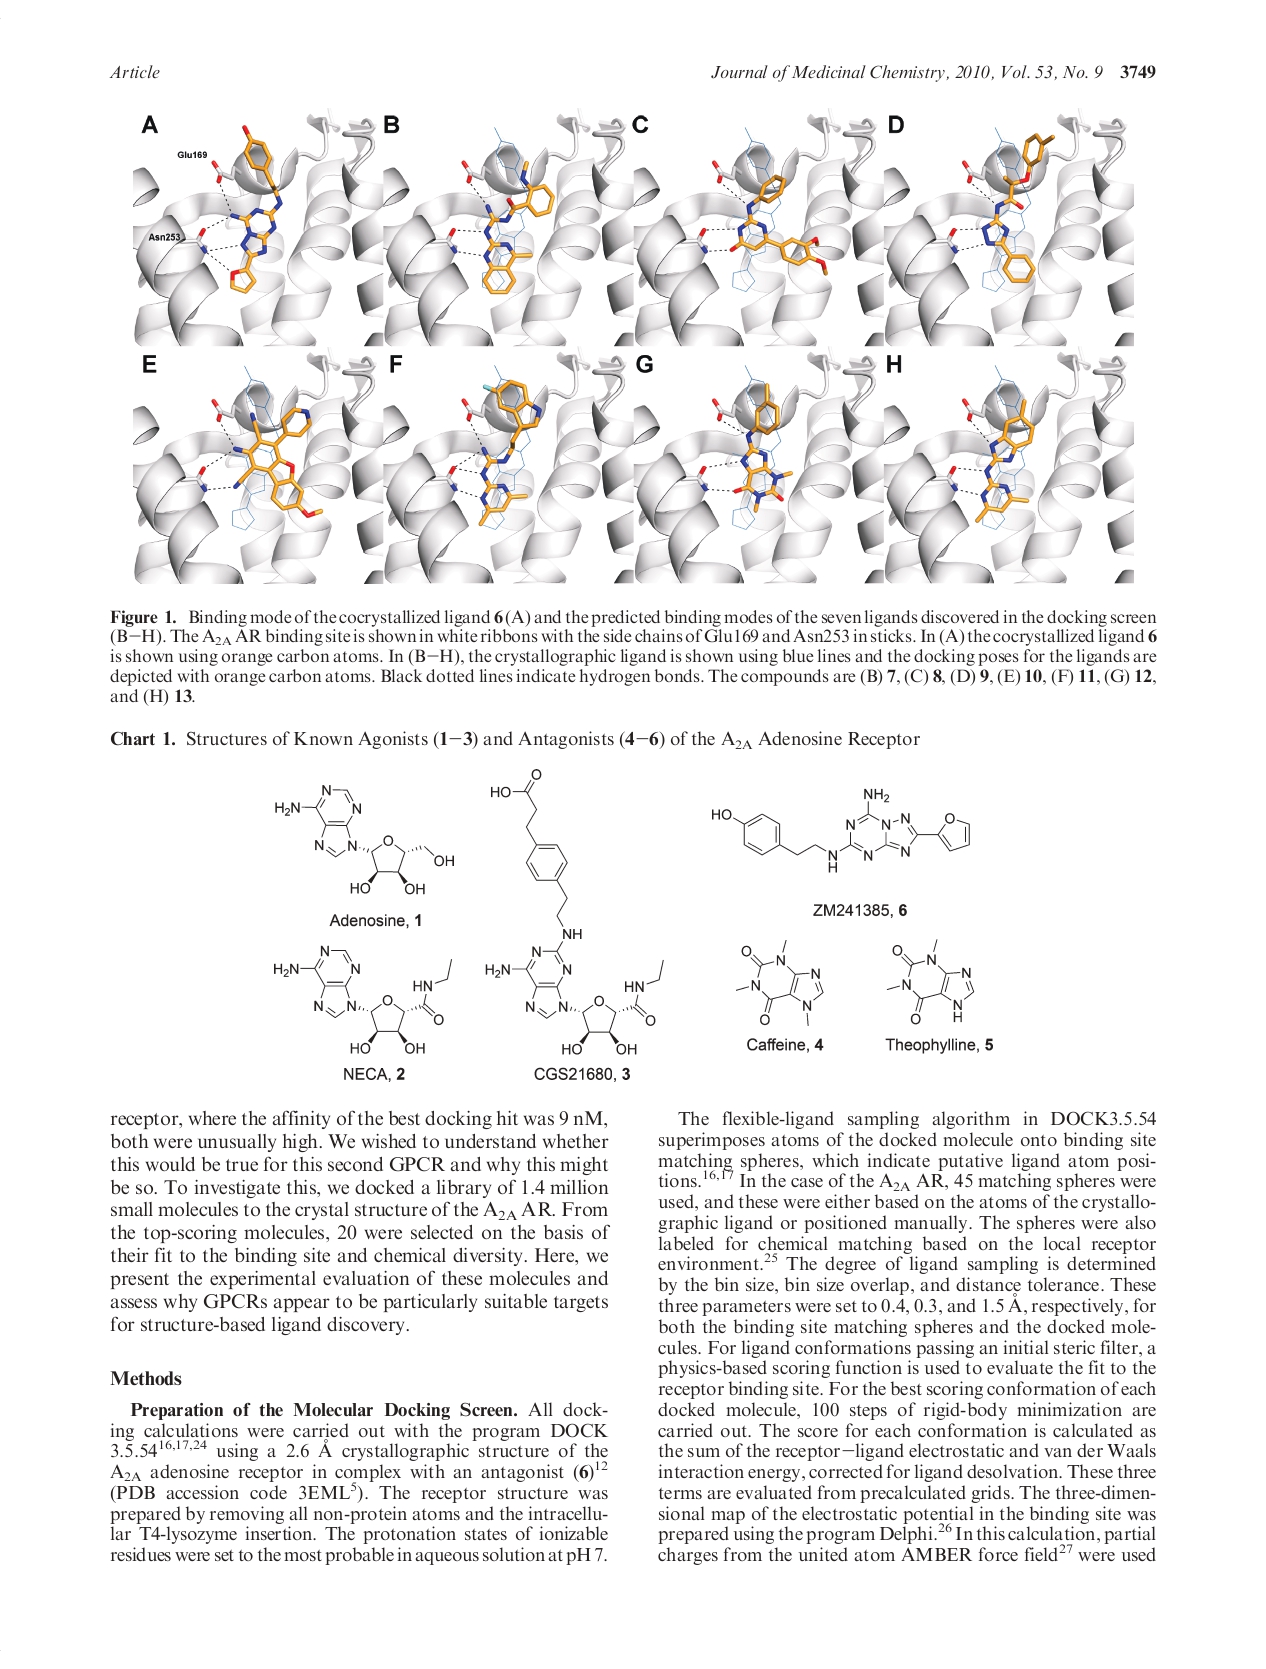 Article
Journal of Medicinal Chemistry, 2010, Vol. 53, No. 9 3749
A
B
C
D
Glu169
Asn253
E
F
G
H
Figure 1. Binding mode of the cocrystallized ligand 6 (A) and the predicted binding modes of the seven ligands discovered in the docking screen
(B−H). The A2A AR binding site is shown in white ribbons with the side chains of Glu169 and Asn253 in sticks. In (A) the cocrystallized ligand 6
is shown using orange carbon atoms. In (B−H), the crystallographic ligand is shown using blue lines and the docking poses for the ligands are
depicted with orange carbon atoms. Black dotted lines indicate hydrogen bonds. The compounds are (B) 7, (C) 8, (D) 9, (E) 10, (F) 11, (G) 12,
and (H) 13.
Chart 1. Structures of Known Agonists (1−3) and Antagonists (4−6) of the A2A Adenosine Receptor
H2N
N
N
N
N
O
OH
HO
OH
Adenosine, 1
H2N
N
N
N
N
O
HN
O
HO
OH
NECA, 2
HO
O
NH
H2N
N
N
N
N
O
HN
O
HO
OH
CGS21680, 3
HO
NH2
N
N
N
O
N
H
N
N
ZM241385, 6
O
N
N
N
O
N
Caffeine, 4
O
N
N
N
O
N
H
Theophylline, 5
receptor, where the affinity of the best docking hit was 9 nM,
both were unusually high. We wished to understand whether
this would be true for this second GPCR and why this might
be so. To investigate this, we docked a library of 1.4 million
small molecules to the crystal structure of the A2A AR. From
the top-scoring molecules, 20 were selected on the basis of
their fit to the binding site and chemical diversity. Here, we
present the experimental evaluation of these molecules and
assess why GPCRs appear to be particularly suitable targets
for structure-based ligand discovery.
Methods
Preparation of the Molecular Docking Screen. All dock-
ing calculations were carried out with the program DOCK
3.5.5416,17,24 using a 2.6 Å crystallographic structure of the
A2A adenosine receptor in complex with an antagonist (6)12
(PDB accession code 3EML5). The receptor structure was
prepared by removing all non-protein atoms and the intracellu-
lar T4-lysozyme insertion. The protonation states of ionizable
residues were set to the most probable in aqueous solution at pH 7.
The flexible-ligand sampling algorithm in DOCK3.5.54
superimposes atoms of the docked molecule onto binding site
matching spheres, which indicate putative ligand atom posi-
tions.16,17 In the case of the A2A AR, 45 matching spheres were
used, and these were either based on the atoms of the crystallo-
graphic ligand or positioned manually. The spheres were also
labeled for chemical matching based on the local receptor
environment.25 The degree of ligand sampling is determined
by the bin size, bin size overlap, and distance tolerance. These
three parameters were set to 0.4, 0.3, and 1.5 Å, respectively, for
both the binding site matching spheres and the docked mole-
cules. For ligand conformations passing an initial steric filter, a
physics-based scoring function is used to evaluate the fit to the
receptor binding site. For the best scoring conformation of each
docked molecule, 100 steps of rigid-body minimization are
carried out. The score for each conformation is calculated as
the sum of the receptor−ligand electrostatic and van der Waals
interaction energy, corrected for ligand desolvation. These three
terms are evaluated from precalculated grids. The three-dimen-
sional map of the electrostatic potential in the binding site was
prepared using the program Delphi.26 In this calculation, partial
charges from the united atom AMBER force field27 were used